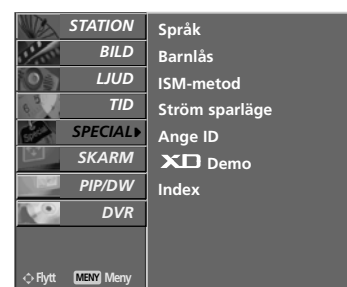 STATION
BILD
LJUD
TID
SPECIAL
SKARM
PIP/DW
DVR
Flytt MENY Meny
Språk
Barnlås
ISM-metod
Ström sparläge
Ange ID
XD Demo
Index